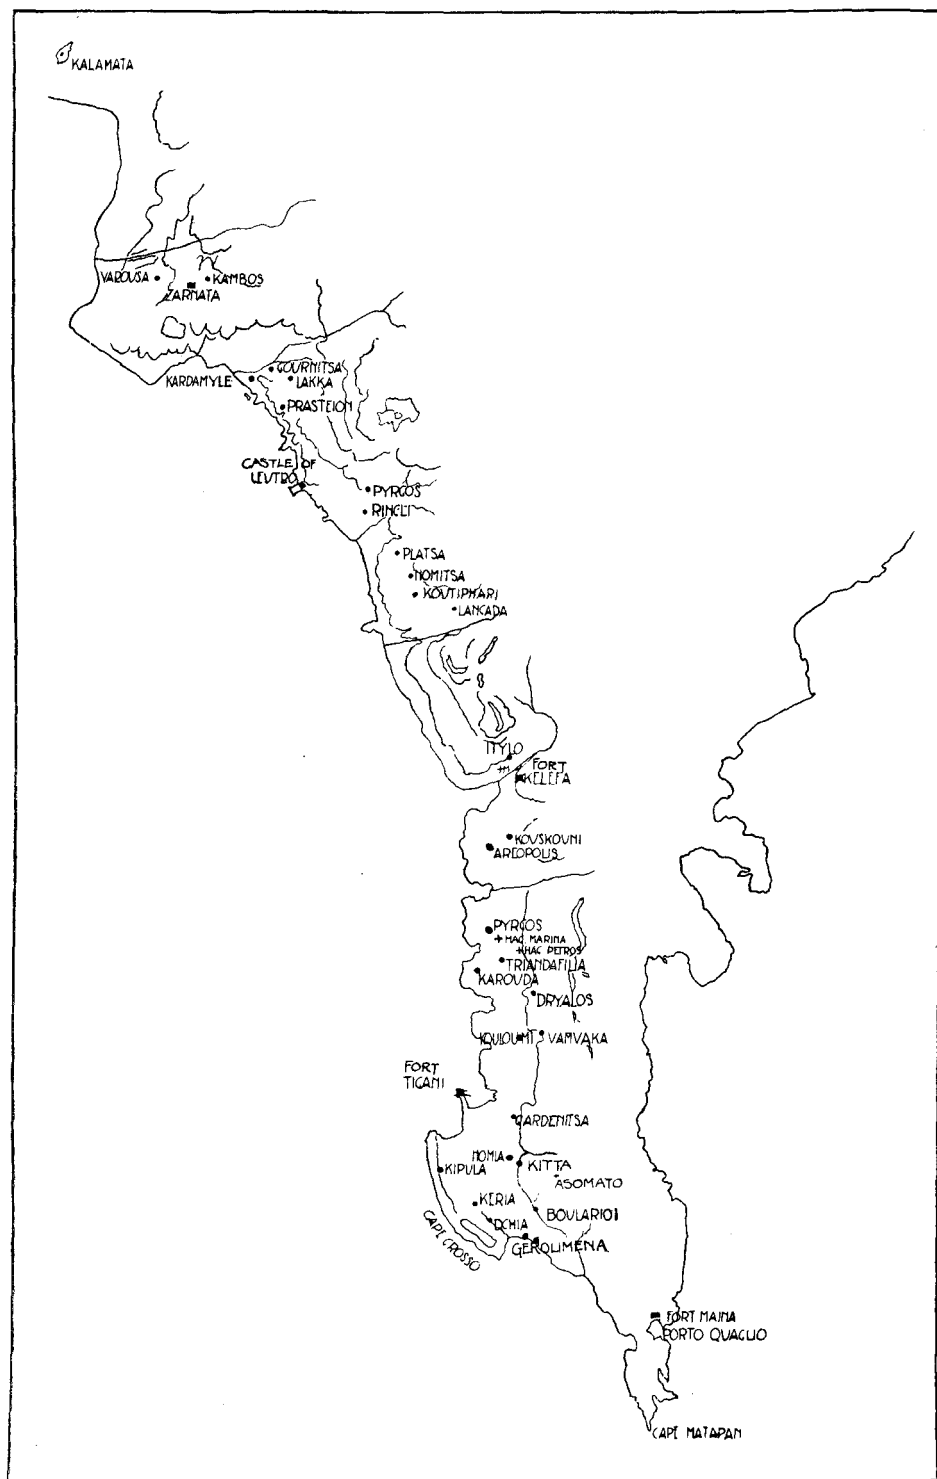 KALAMATA
VAROUSA
KAMBOS
ZARNATA
GOURNITSA
KARDAMYLE
LAKKA
PRASTEION
CASTLE OF
LEUTRO
PYRGOS
RINGLI
PLATSA
NOMITSA
KOUTIPHARI
LANGADA
ITYLO
FORT
KELEFA
KOUSKOUNI
AREOPOLIS
PYRGOS
HAG. MARINA
HAG. PETROS
TRIANDAFILIA
KAROUDA
DRYALOS
KOULOUMI
VAMVAKA
FORT
TIGANI
GARDENITSA
NOMIA
KITTA
KIPULA
ASOMATO
KERIA
BOULARIOI
OCHIA
GEROLIMENA
CAPE GROSSO
FORT MAINA
PORTO QUAGLIO
CAPE MATAPAN